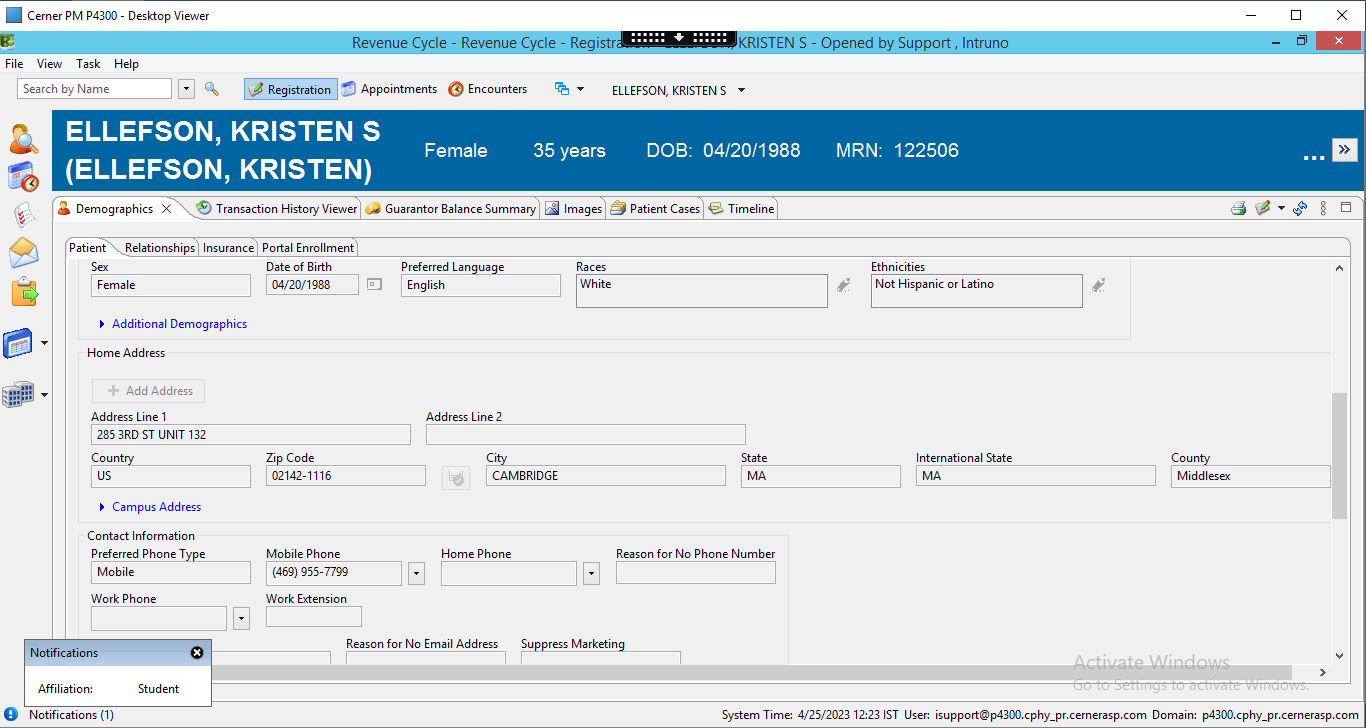 Cerner PM P4300 - Desktop Viewer
Revenue Cycle - Revenue Cycle - Registra KRISTEN S - Opened by Support , Intruno
File View Task Help
Search by Name Registration Appointments Encounters ELLEFSON, KRISTEN S
ELLEFSON, KRISTEN S
(ELLEFSON, KRISTEN)
Female 35 years DOB: 04/20/1988 MRN: 122506 ... »
Demographics Transaction History Viewer Guarantor Balance Summary Images Patient Cases Timeline
Patient Relationships Insurance Portal Enrollment
Sex Date of Birth Preferred Language Races Ethnicities
Female 04/20/1988 English White Not Hispanic or Latino
Additional Demographics
Home Address
+ Add Address
Address Line 1 Address Line 2
285 3RD ST UNIT 132
Country Zip Code City State International State County
US 02142-1116 CAMBRIDGE MA MA Middlesex
Campus Address
Contact Information
Preferred Phone Type Mobile Phone Home Phone Reason for No Phone Number
Mobile (469) 955-7799
Work Phone Work Extension
Reason for No Email Address Suppress Marketing
Notifications
Affiliation: Student
Activate Windows
Go to Settings to activate Windows.
Notifications (1) System Time: 4/25/2023 12:23 IST User: isupport@p4300.cphy_pr.cernerasp.com Domain: p4300.cphy_pr.cernerasp.com